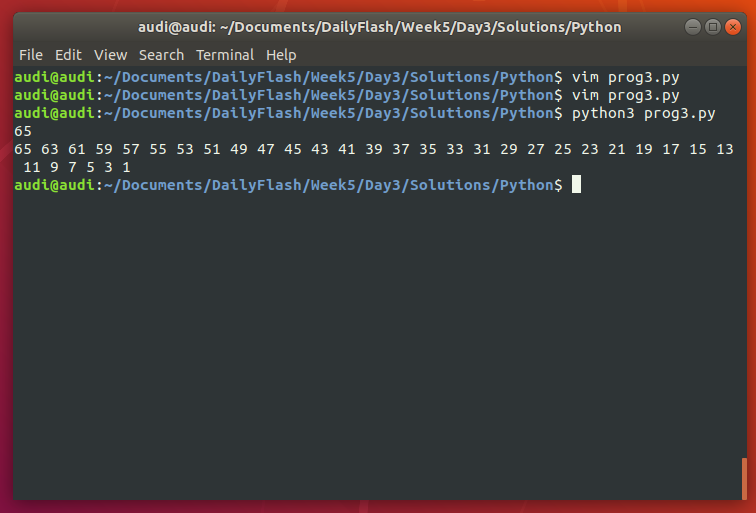 audi@audi: ~/Documents/DailyFlash/Week5/Day3/Solutions/Python
File Edit View Search Terminal Help
audi@audi:~/Documents/DailyFlash/Week5/Day3/Solutions/Python$ vim prog3.py
audi@audi:~/Documents/DailyFlash/Week5/Day3/Solutions/Python$ vim prog3.py
audi@audi:~/Documents/DailyFlash/Week5/Day3/Solutions/Python$ python3 prog3.py
65
65 63 61 59 57 55 53 51 49 47 45 43 41 39 37 35 33 31 29 27 25 23 21 19 17 15 13
11 9 7 5 3 1
audi@audi:~/Documents/DailyFlash/Week5/Day3/Solutions/Python$